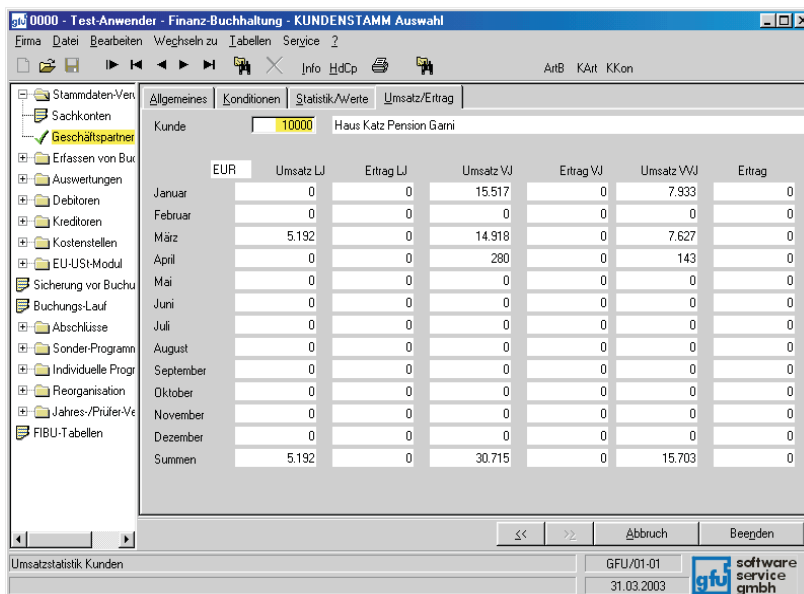 gfu 0000 - Test-Anwender - Finanz-Buchhaltung - KUNDENSTAMM Auswahl
Firma Datei Bearbeiten Wechseln zu Tabellen Service ?
Info HdCp ArtB KArt KKon
Stammdaten-Verw
Sachkonten
Geschäftspartner
Erfassen von Buc
Auswertungen
Debitoren
Kreditoren
Kostenstellen
EU-USt-Modul
Sicherung vor Buchu
Buchungs-Lauf
Abschlüsse
Sonder-Programm
Individuelle Progr
Reorganisation
Jahres-/Prüfer-Ve
FIBU-Tabellen
Allgemeines Konditionen Statistik/Werte Umsatz/Ertrag
Kunde 10000 Haus Katz Pension Garni
EUR Umsatz LJ Ertrag LJ Umsatz VJ Ertrag VJ Umsatz VVJ Ertrag
Januar 0 0 15.517 0 7.933 0
Februar 0 0 0 0 0 0
März 5.192 0 14.918 0 7.627 0
April 0 0 280 0 143 0
Mai 0 0 0 0 0 0
Juni 0 0 0 0 0 0
Juli 0 0 0 0 0 0
August 0 0 0 0 0 0
September 0 0 0 0 0 0
Oktober 0 0 0 0 0 0
November 0 0 0 0 0 0
Dezember 0 0 0 0 0 0
Summen 5.192 0 30.715 0 15.703 0
<< >> Abbruch Beenden
Umsatzstatistik Kunden GFU/01-01
31.03.2003
gfu software
service
gmbh